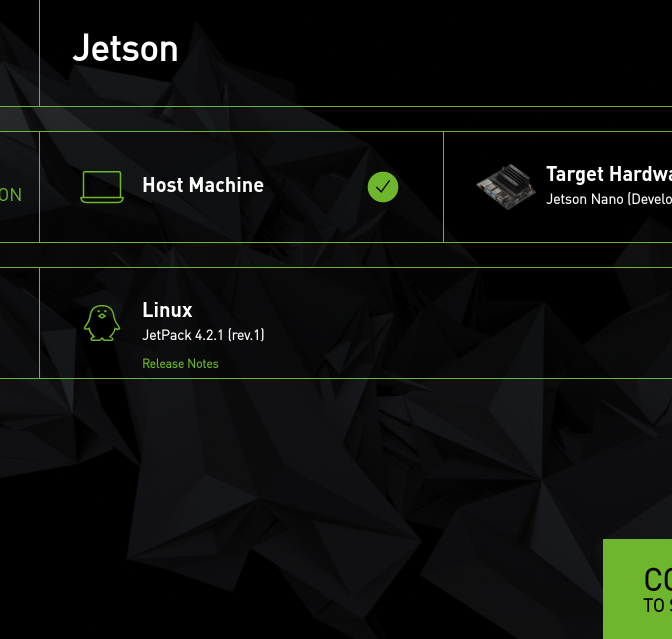 Jetson
ON
Host Machine
Target Hardwa
Jetson Nano (Develo
Linux
JetPack 4.2.1 (rev.1)
Release Notes
CO
TO S